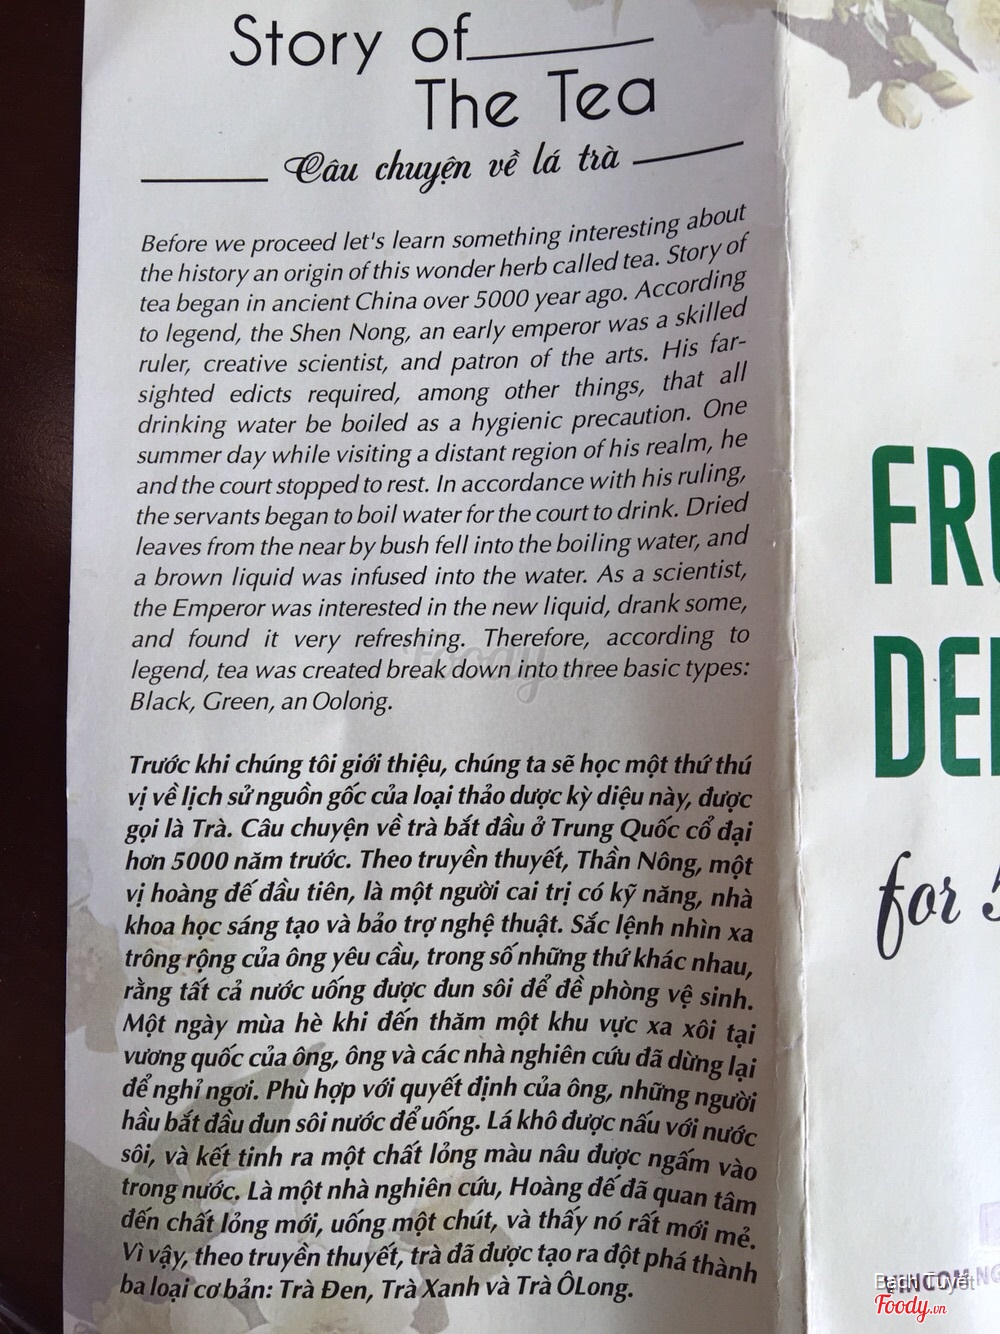 Story of
The Tea
Câu chuyện về lá trà
Before we proceed let's learn something interesting about
the history an origin of this wonder herb called tea. Story of
tea began in ancient China over 5000 year ago. According
to legend, the Shen Nong, an early emperor was a skilled
ruler, creative scientist, and patron of the arts. His far-
sighted edicts required, among other things, that all
drinking water be boiled as a hygienic precaution. One
summer day while visiting a distant region of his realm, he
and the court stopped to rest. In accordance with his ruling,
the servants began to boil water for the court to drink. Dried
leaves from the near by bush fell into the boiling water, and
a brown liquid was infused into the water. As a scientist,
the Emperor was interested in the new liquid, drank some,
and found it very refreshing. Therefore, according to
legend, tea was created break down into three basic types:
Black, Green, an Oolong.
Trước khi chúng tôi giới thiệu, chúng ta sẽ học một thứ thú
vị về lịch sử nguồn gốc của loại thảo dược kỳ diệu này, được
gọi là Trà. Câu chuyện về trà bắt đầu ở Trung Quốc cổ đại
hơn 5000 năm trước. Theo truyền thuyết, Thần Nông, một
vị hoàng đế đầu tiên, là một người cai trị có kỹ năng, nhà
khoa học sáng tạo và bảo trợ nghệ thuật. Sắc lệnh nhìn xa
trông rộng của ông yêu cầu, trong số những thứ khác nhau,
rằng tất cả nước uống được đun sôi để đề phòng vệ sinh.
Một ngày mùa hè khi đến thăm một khu vực xa xôi tại
vương quốc của ông, ông và các nhà nghiên cứu đã dừng lại
để nghỉ ngơi. Phù hợp với quyết định của ông, những người
hầu bắt đầu đun sôi nước để uống. Lá khô được nấu với nước
sôi, và kết tinh ra một chất lỏng màu nâu được ngấm vào
trong nước. Là một nhà nghiên cứu, Hoàng đế đã quan tâm
đến chất lỏng mới, uống một chút, và thấy nó rất mới mẻ.
Vì vậy, theo truyền thuyết, trà đã được tạo ra đột phá thành
ba loại cơ bản: Trà Đen, Trà Xanh và Trà ÔLong.
FRO
DE
for 5
VINCOM NG
Bạch Tuyết
Foody.vn
Foody.vn